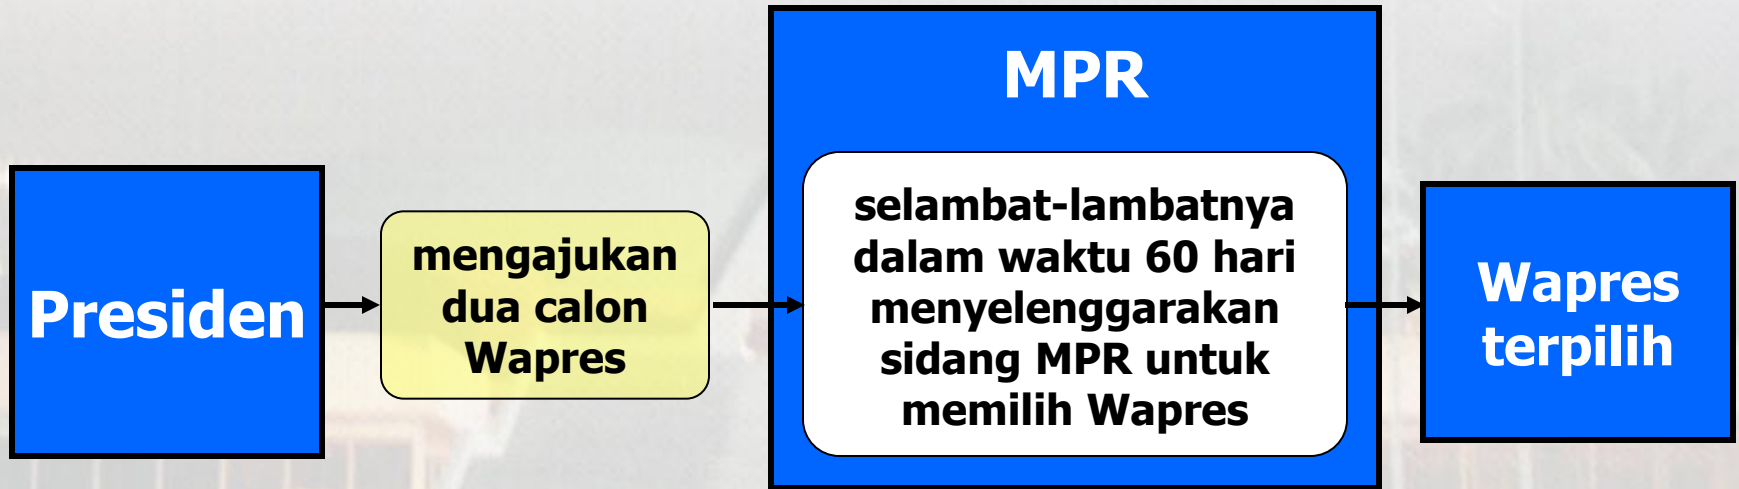 Presiden
mengajukan
dua calon
Wapres
MPR
selambat-lambatnya
dalam waktu 60 hari
menyelenggarakan
sidang MPR untuk
memilih Wapres
Wapres
terpilih